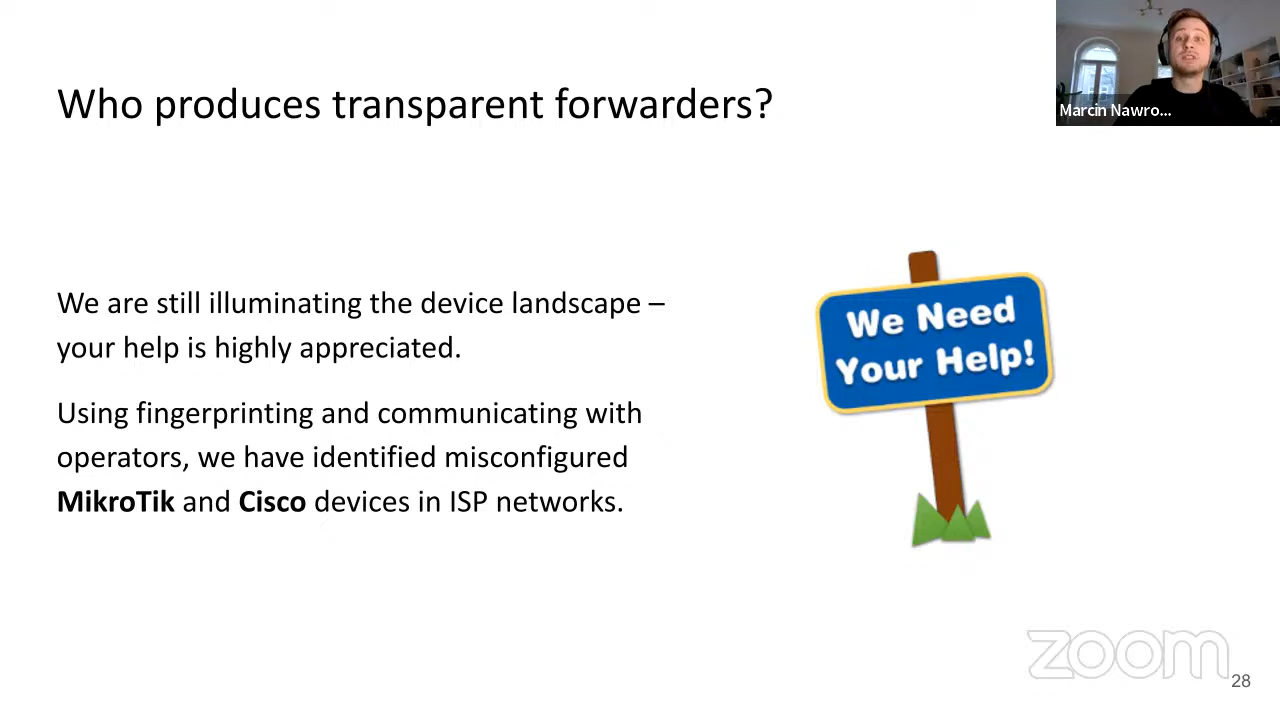 Marcin Nawro...
Who produces transparent forwarders?
We are still illuminating the device landscape –
your help is highly appreciated.
Using fingerprinting and communicating with
operators, we have identified misconfigured
MikroTik and Cisco devices in ISP networks.
We Need
Your Help!
zoom
28